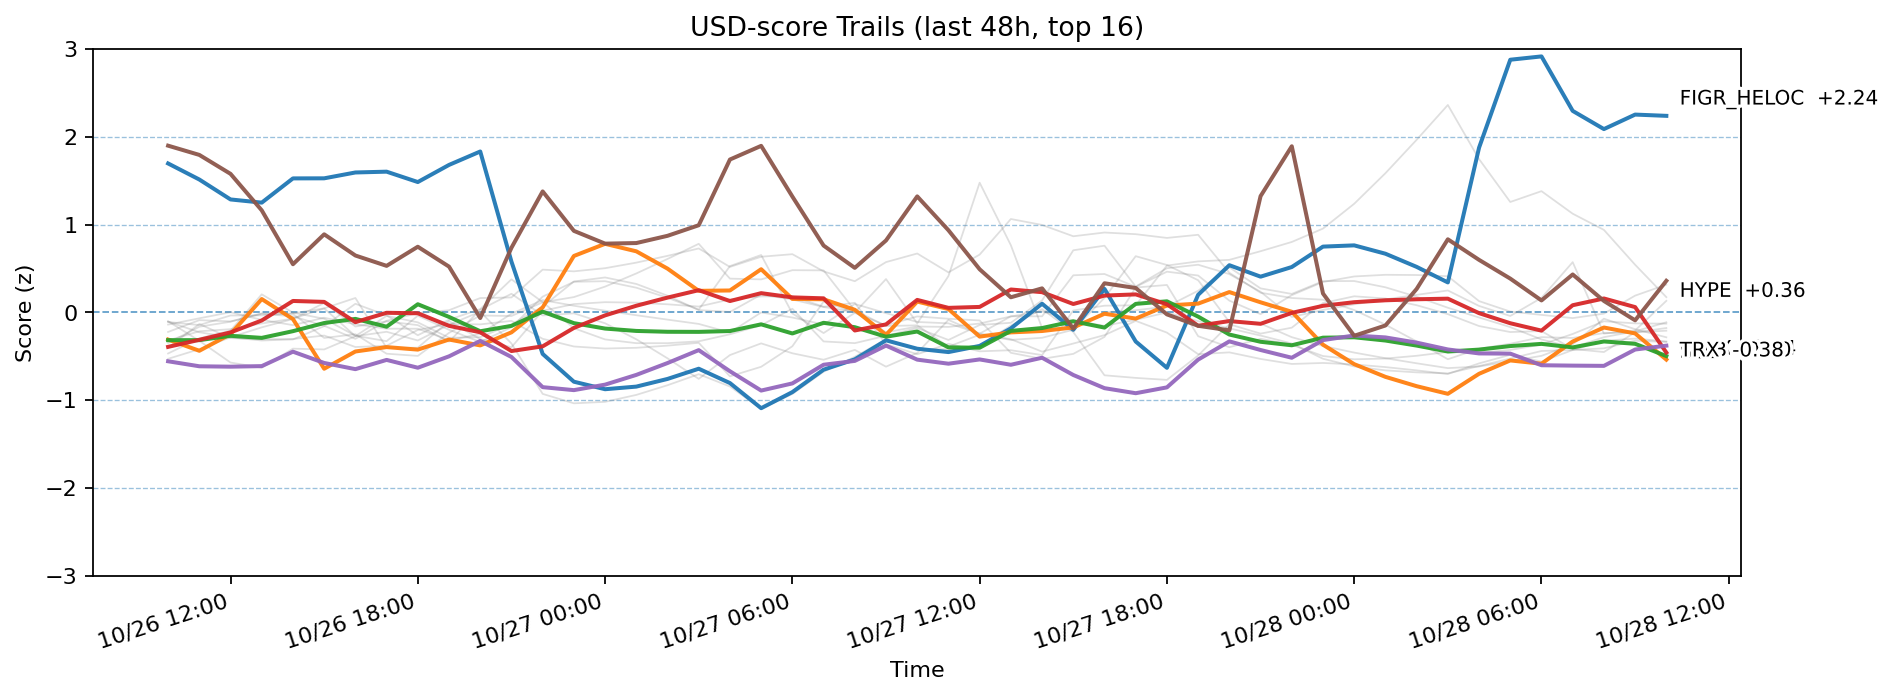 USD-score Trails (last 48h, top 16)
Score (z)
3
2
1
0
−1
−2
−3
FIGR_HELOC +2.24
HYPE +0.36
TRX
10/26 12:00
10/26 18:00
10/27 00:00
10/27 06:00
10/27 12:00
10/27 18:00
10/28 00:00
10/28 06:00
10/28 12:00
Time